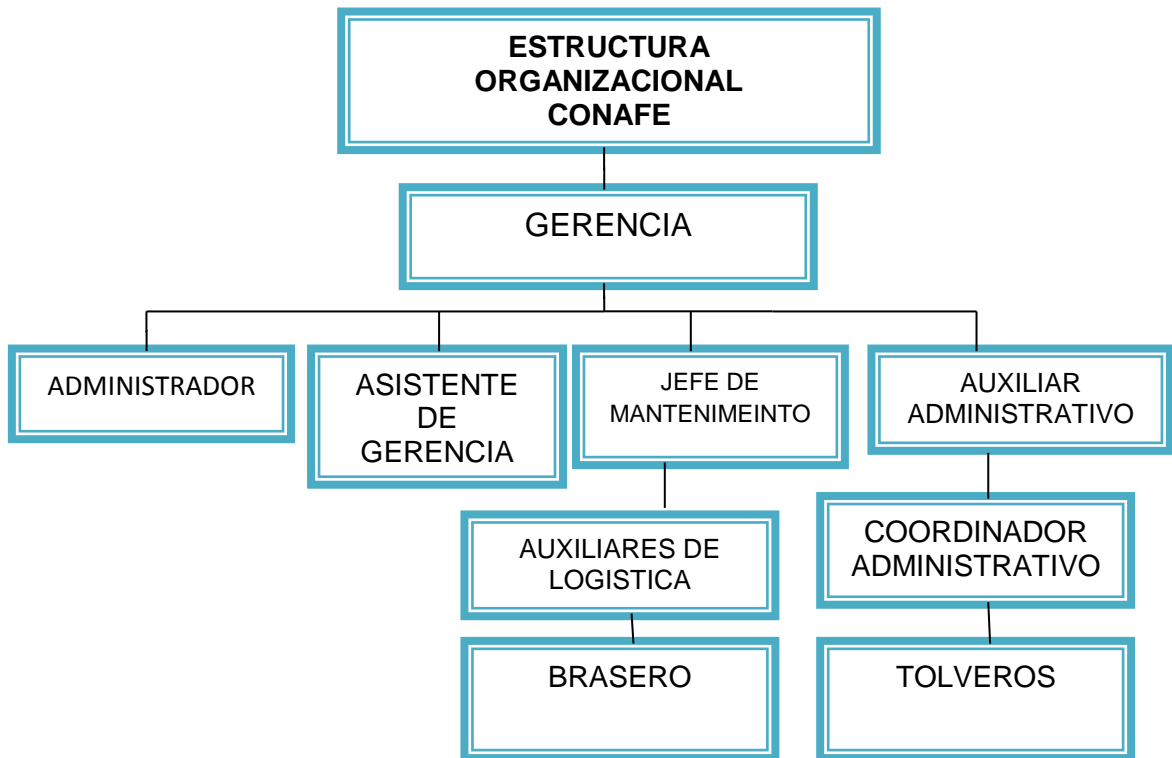 ESTRUCTURA
ORGANIZACIONAL
CONAFE
GERENCIA
ADMINISTRADOR
ASISTENTE
DE
GERENCIA
JEFE DE
MANTENIMEINTO
AUXILIAR
ADMINISTRATIVO
AUXILIARES DE
LOGISTICA
COORDINADOR
ADMINISTRATIVO
BRASERO
TOLVEROS